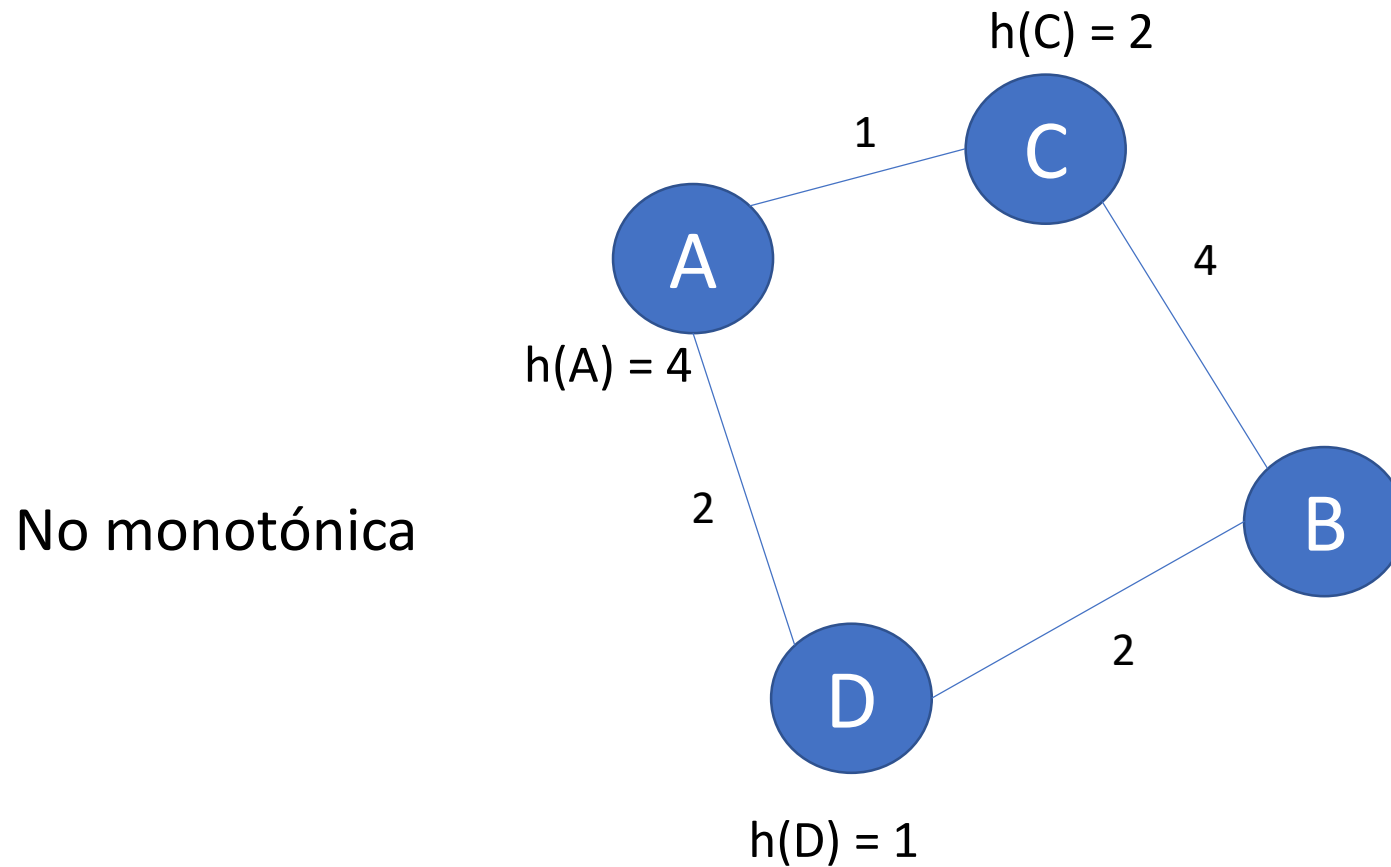 h(C) = 2
C
1
A
4
h(A) = 4
2
No monotónica
B
2
D
h(D) = 1